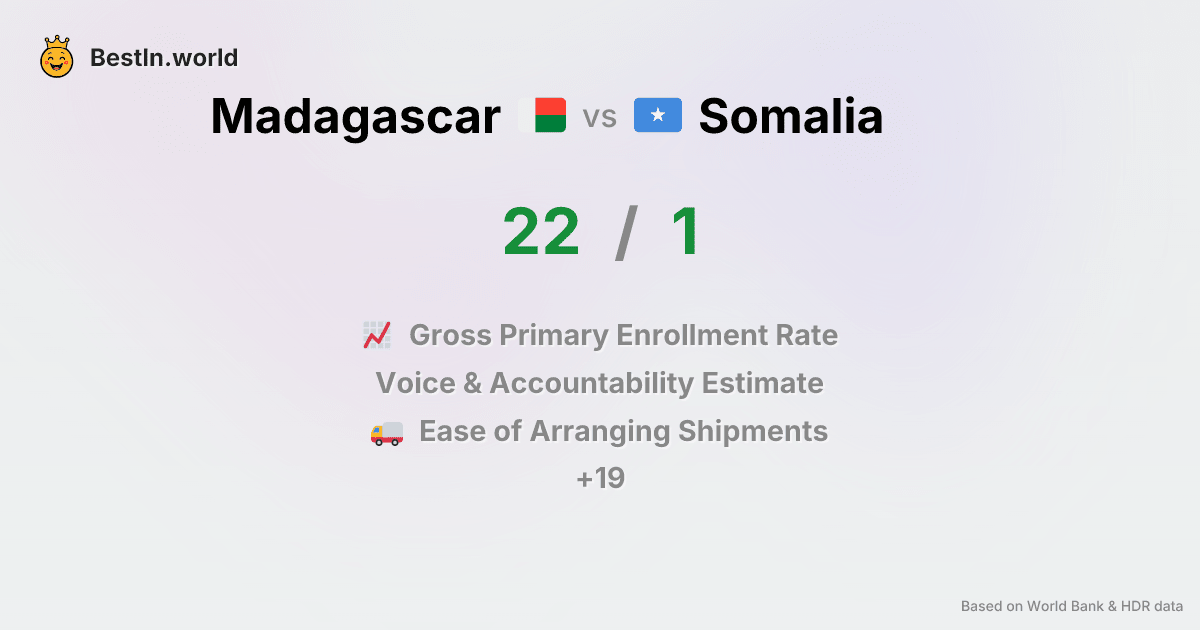 BestIn.world
Madagascar vs Somalia
22 / 1
Gross Primary Enrollment Rate
Voice & Accountability Estimate
Ease of Arranging Shipments
+19
Based on World Bank & HDR data